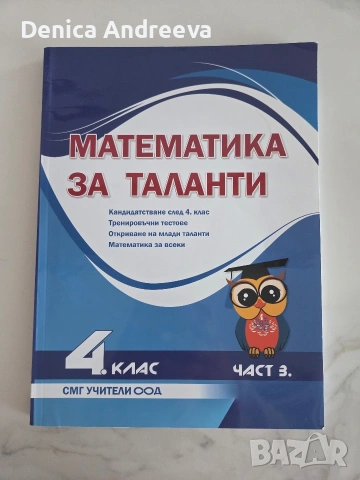 Denica Andreeva
МАТЕМАТИКА
ЗА ТАЛАНТИ
Кандидатстване след 4. клас
Тренировъчни тестове
Откриване на млади таланти
Математика за всеки
4. КЛАС
ЧАСТ 3.
СМГ УЧИТЕЛИ ООД
BAZAR